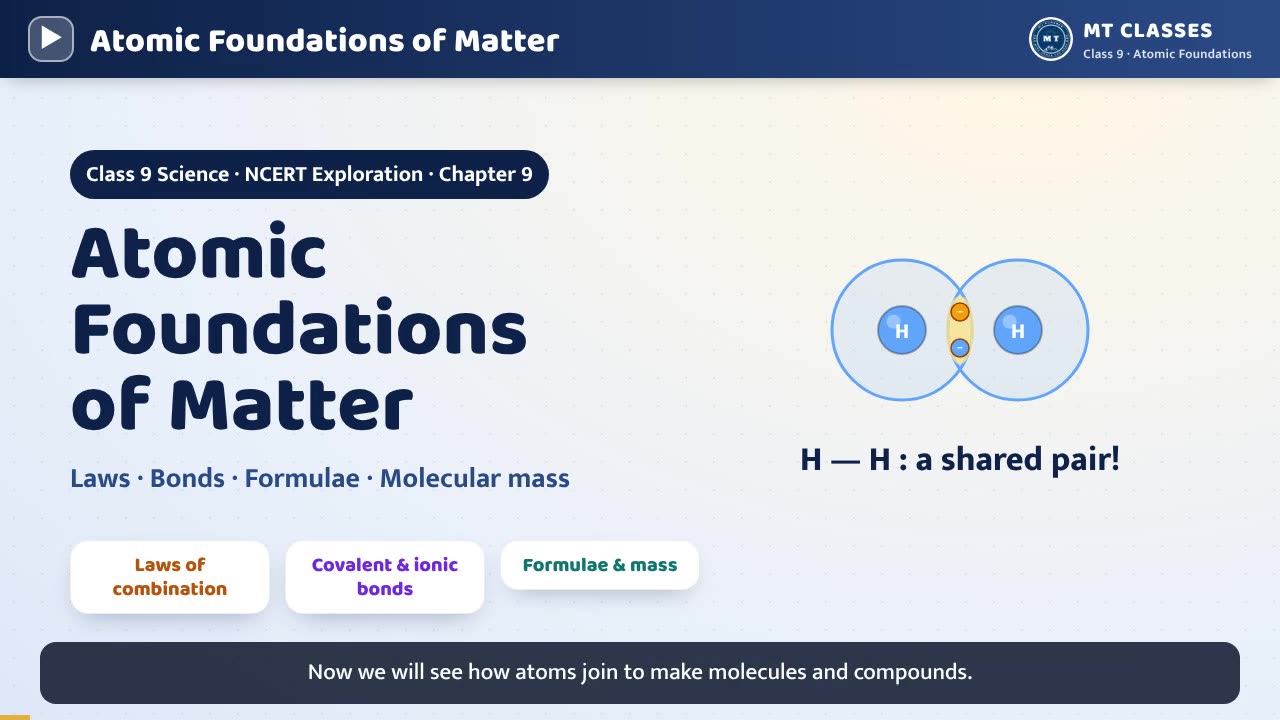 Atomic Foundations of Matter
MT
MT CLASSES
Class 9 · Atomic Foundations
Class 9 Science · NCERT Exploration · Chapter 9
Atomic
Foundations
of Matter
Laws · Bonds · Formulae · Molecular mass
H
H
H — H : a shared pair!
Laws of
combination
Covalent & ionic
bonds
Formulae & mass
Now we will see how atoms join to make molecules and compounds.